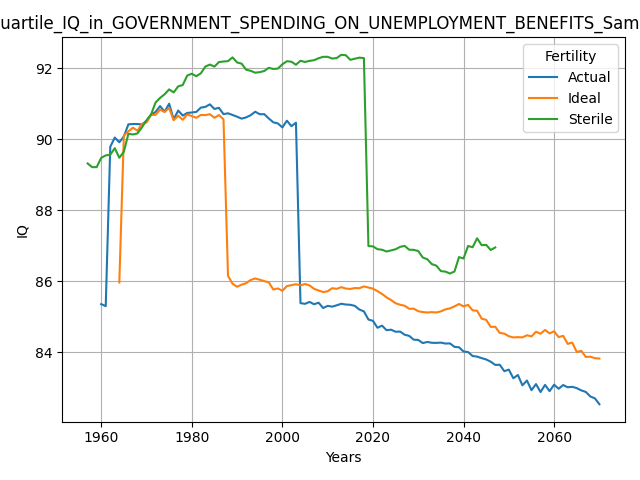 uartile_IQ_in_GOVERNMENT_SPENDING_ON_UNEMPLOYMENT_BENEFITS_Sam
Fertility
Actual
Ideal
Sterile
IQ
92
90
88
86
84
1960 1980 2000 2020 2040 2060
Years